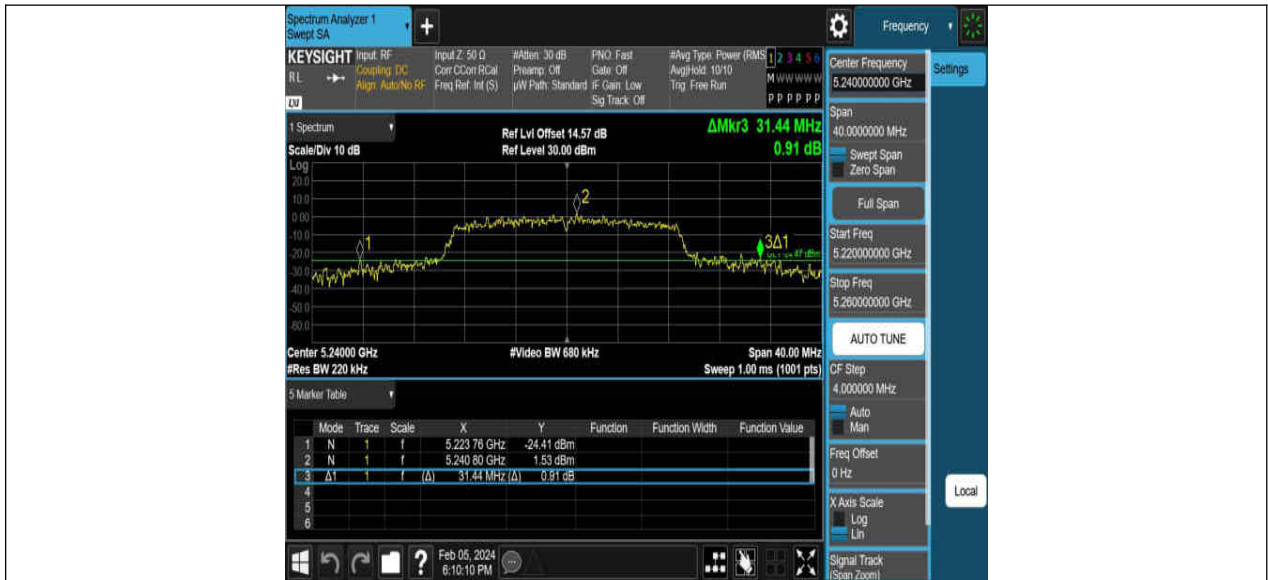 Spectrum Analyzer 1
Swept SA
+
Frequency
KEYSIGHT
RL
Input: RF
Coupling: DC
Align: Auto/No RF
Input Z: 50 Ω
Corr CCorr RCal
Freq Ref: Int (S)
#Atten: 30 dB
Preamp: Off
µW Path: Standard
PNO: Fast
Gate: Off
IF Gain: Low
Sig Track: Off
#Avg Type: Power (RMS
Avg|Hold: 10/10
Trig: Free Run
1 2 3 4 5 6
M W W W W W
P P P P P P
Center Frequency
5.240000000 GHz
Settings
Span
40.0000000 MHz
Swept Span
Zero Span
Full Span
Start Freq
5.220000000 GHz
Stop Freq
5.260000000 GHz
AUTO TUNE
CF Step
4.000000 MHz
Auto
Man
Freq Offset
0 Hz
X Axis Scale
Log
Lin
Signal Track
(Span Zoom)
Local
1 Spectrum
Scale/Div 10 dB
Ref Lvl Offset 14.57 dB
Ref Level 30.00 dBm
ΔMkr3 31.44 MHz
0.91 dB
Log
20.0
10.0
0.00
-10.0
-20.0
-30.0
-40.0
-50.0
-60.0
1
2
3Δ1
Center 5.24000 GHz
#Res BW 220 kHz
#Video BW 680 kHz
Span 40.00 MHz
Sweep 1.00 ms (1001 pts)
5 Marker Table
Mode Trace Scale X Y Function Function Width Function Value
1 N 1 f 5.223 76 GHz -24.41 dBm
2 N 1 f 5.240 80 GHz 1.53 dBm
3 Δ1 1 f (Δ) 31.44 MHz (Δ) 0.91 dB
4
5
6
?
Feb 05, 2024
6:10:10 PM